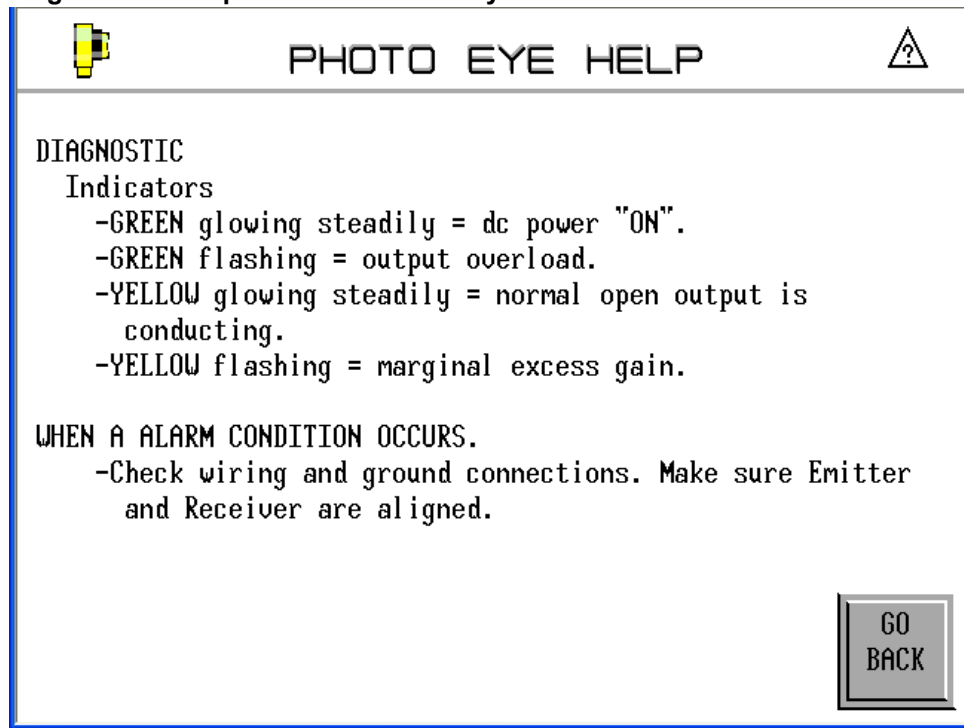 PHOTO EYE HELP
?
DIAGNOSTIC
Indicators
-GREEN glowing steadily = dc power "ON".
-GREEN flashing = output overload.
-YELLOW glowing steadily = normal open output is
conducting.
-YELLOW flashing = marginal excess gain.
WHEN A ALARM CONDITION OCCURS.
-Check wiring and ground connections. Make sure Emitter
and Receiver are aligned.
GO
BACK